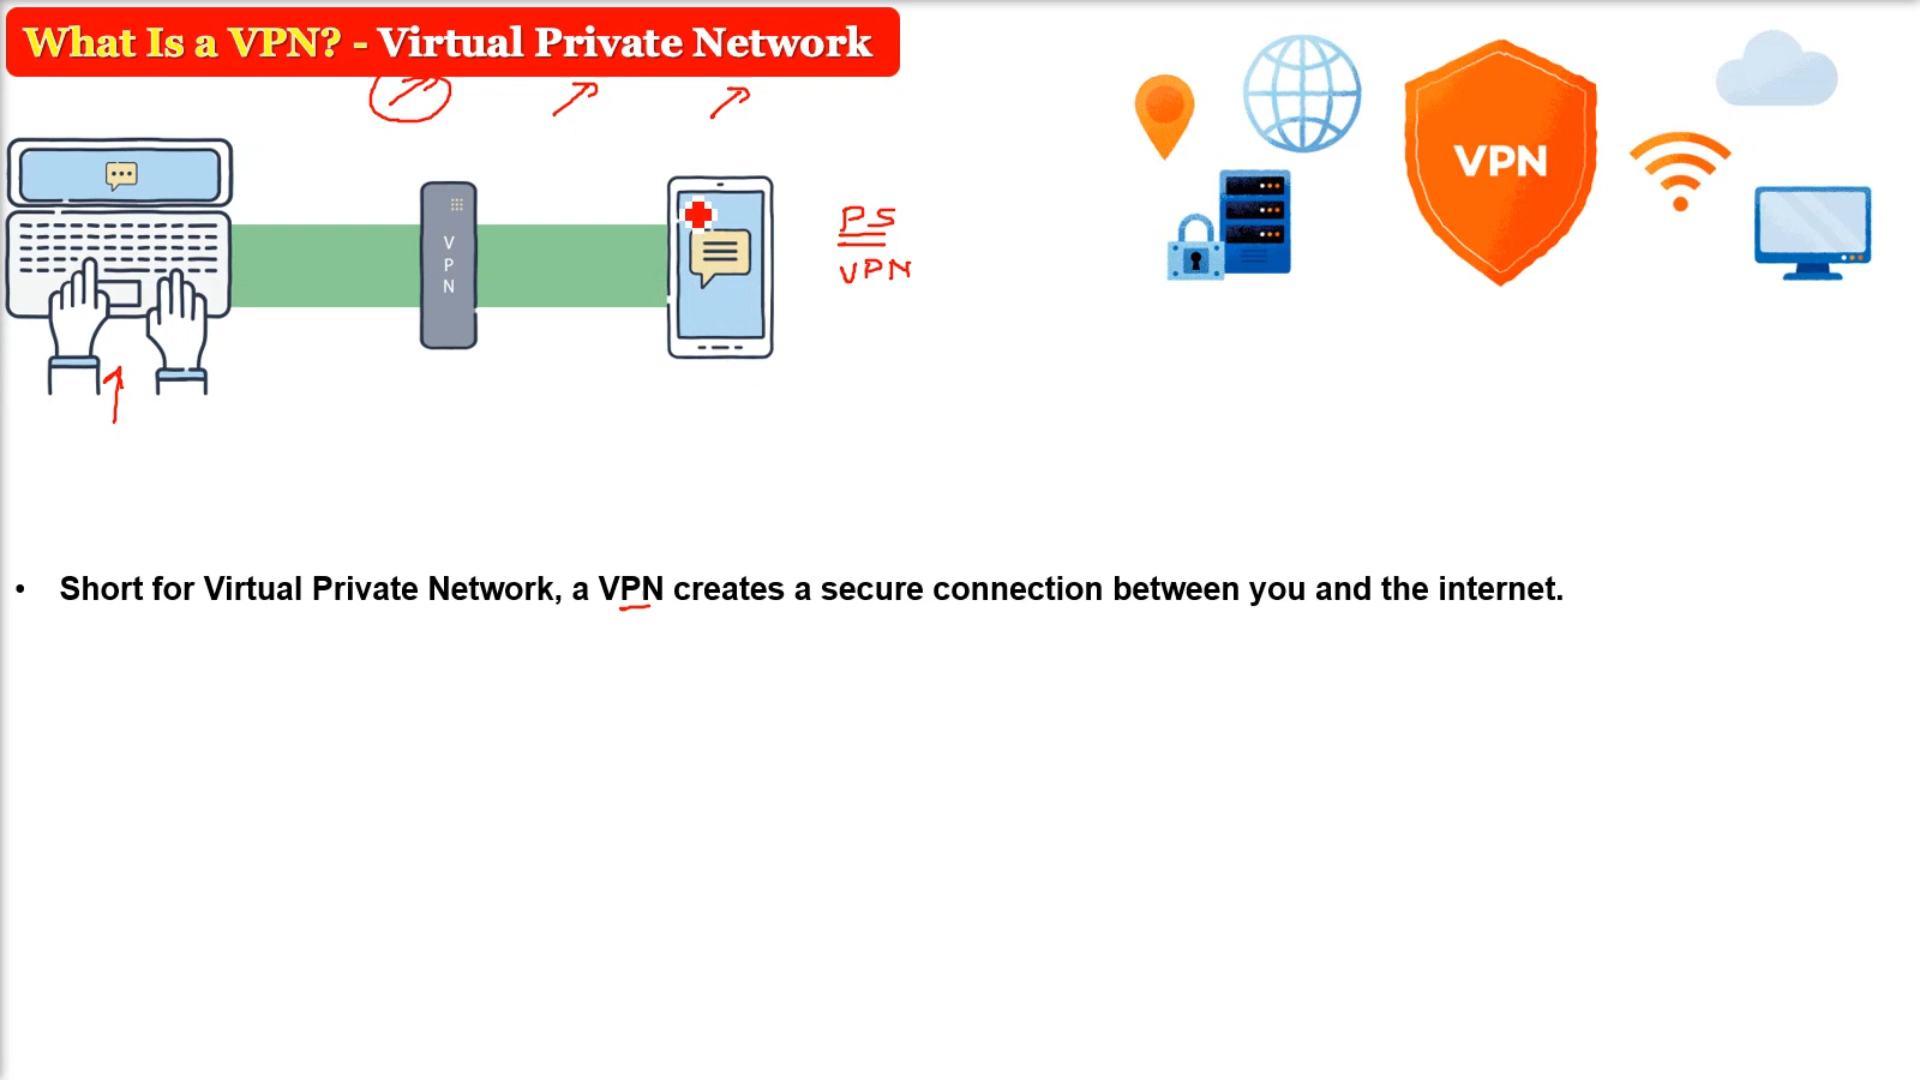 What Is a VPN? - Virtual Private Network
VPN
VPN
PS
VPN
• Short for Virtual Private Network, a VPN creates a secure connection between you and the internet.